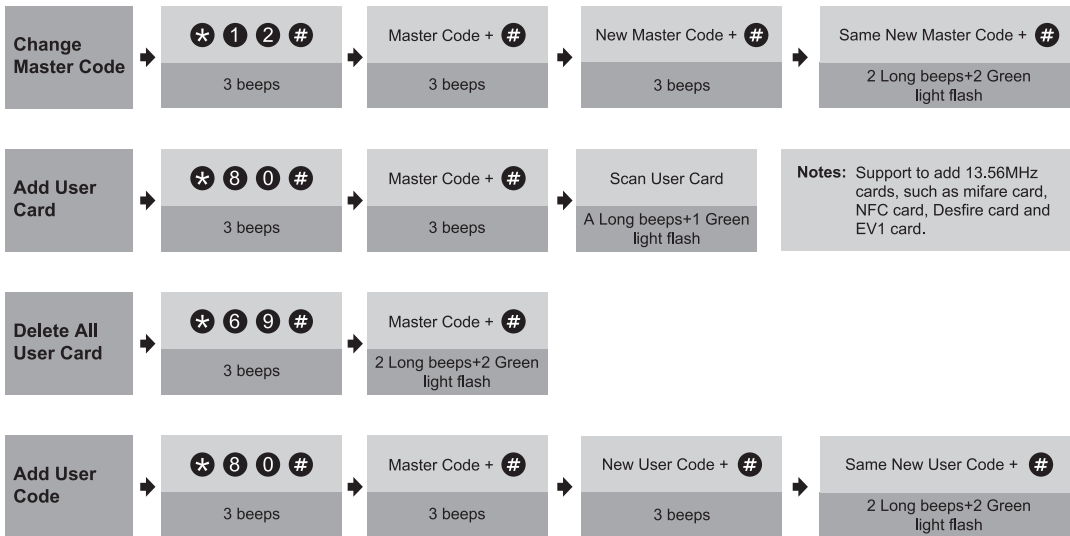 Change
Master Code
* 1 2 #
3 beeps
Master Code + #
3 beeps
New Master Code + #
3 beeps
Same New Master Code + #
2 Long beeps+2 Green
light flash
Add User
Card
* 8 0 #
3 beeps
Master Code + #
3 beeps
Scan User Card
A Long beeps+1 Green
light flash
Notes: Support to add 13.56MHz
cards, such as mifare card,
NFC card, Desfire card and
EV1 card.
Delete All
User Card
* 6 9 #
3 beeps
Master Code + #
2 Long beeps+2 Green
light flash
Add User
Code
* 8 0 #
3 beeps
Master Code + #
3 beeps
New User Code + #
3 beeps
Same New User Code + #
2 Long beeps+2 Green
light flash